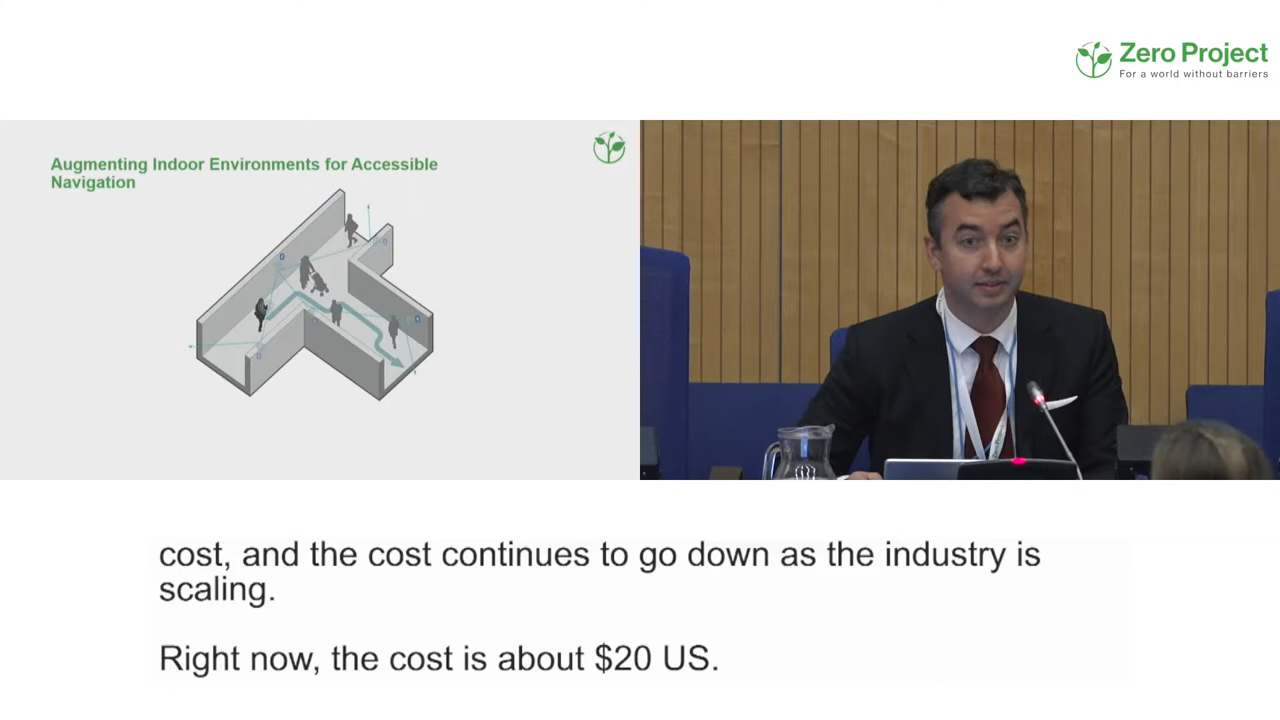 Zero Project
For a world without barriers
Augmenting Indoor Environments for Accessible
Navigation
cost, and the cost continues to go down as the industry is
scaling.
Right now, the cost is about $20 US.